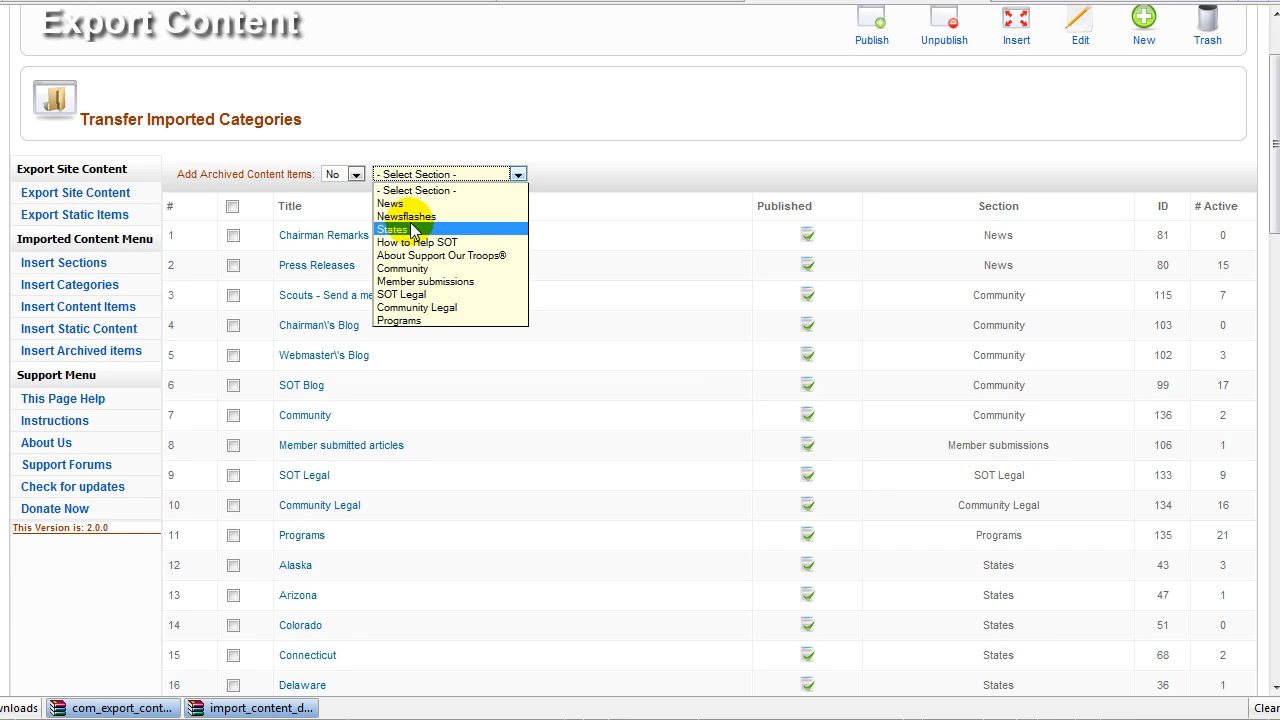 Export Content
Publish Unpublish Insert Edit New Trash
Transfer Imported Categories
Export Site Content
Export Site Content
Export Static Items
Imported Content Menu
Insert Sections
Insert Categories
Insert Content Items
Insert Static Content
Insert Archived items
Support Menu
This Page Help
Instructions
About Us
Support Forums
Check for updates
Donate Now
This Version is: 2.0.0
Add Archived Content Items: No - Select Section -
- Select Section -
News
Newsflashes
States
How to Help SOT
About Support Our Troops®
Community
Member submissions
SOT Legal
Community Legal
Programs
# Title Published Section ID # Active
1 Chairman Remarks News 81 0
2 Press Releases News 15
3 Scouts - Send a me Community 7
4 Chairman\'s Blog Community 103 0
5 Webmaster\'s Blog Community 3
6 SOT Blog Community 17
7 Community Community 2
8 Member submitted articles Member submissions 1
9 SOT Legal SOT Legal 9
10 Community Legal Community Legal 134 16
11 Programs Programs 135 21
12 Alaska States 43 3
13 Arizona States 47 1
14 Colorado States 51 0
15 Connecticut States 68 2
16 Delaware States 1
wnloads com_export_cont... import_content_d... Clear